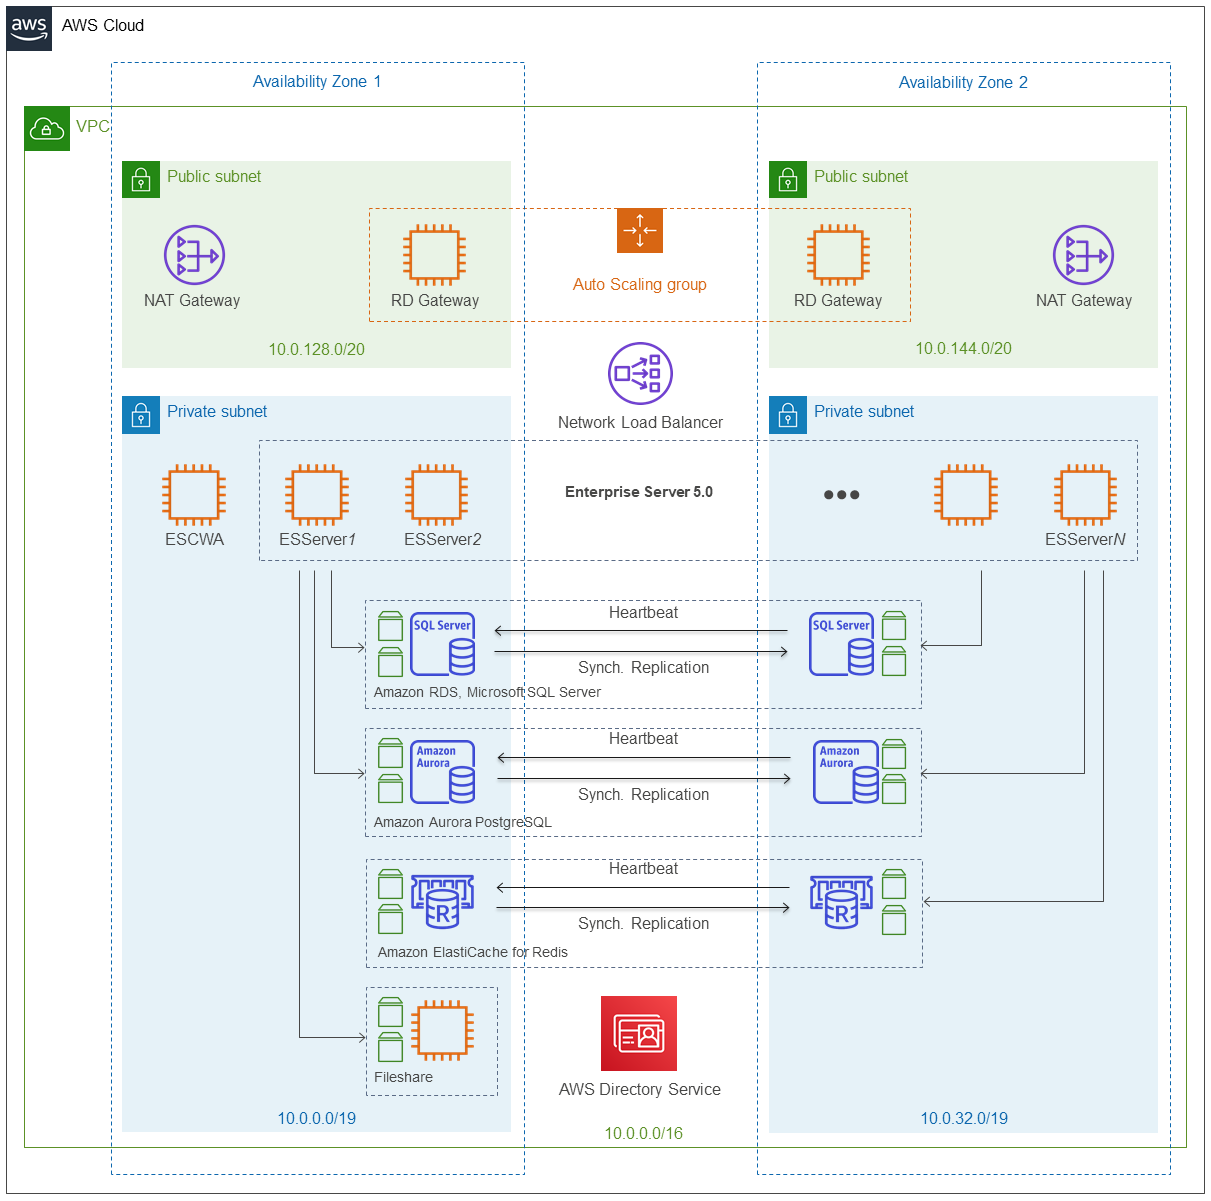 aws
AWS Cloud
Availability Zone 1
Availability Zone 2
VPC
Public subnet
Public subnet
NAT Gateway
RD Gateway
Auto Scaling group
RD Gateway
NAT Gateway
10.0.128.0/20
10.0.144.0/20
Network Load Balancer
Private subnet
Private subnet
Enterprise Server 5.0
ESCWA
ESServer1
ESServer2
ESServerN
Heartbeat
SQL Server
SQL Server
Synch. Replication
Amazon RDS, Microsoft SQL Server
Heartbeat
Amazon
Aurora
Amazon
Aurora
Synch. Replication
Amazon Aurora PostgreSQL
Heartbeat
R
R
Synch. Replication
Amazon ElastiCache for Redis
Fileshare
AWS Directory Service
10.0.0.0/19
10.0.32.0/19
10.0.0.0/16